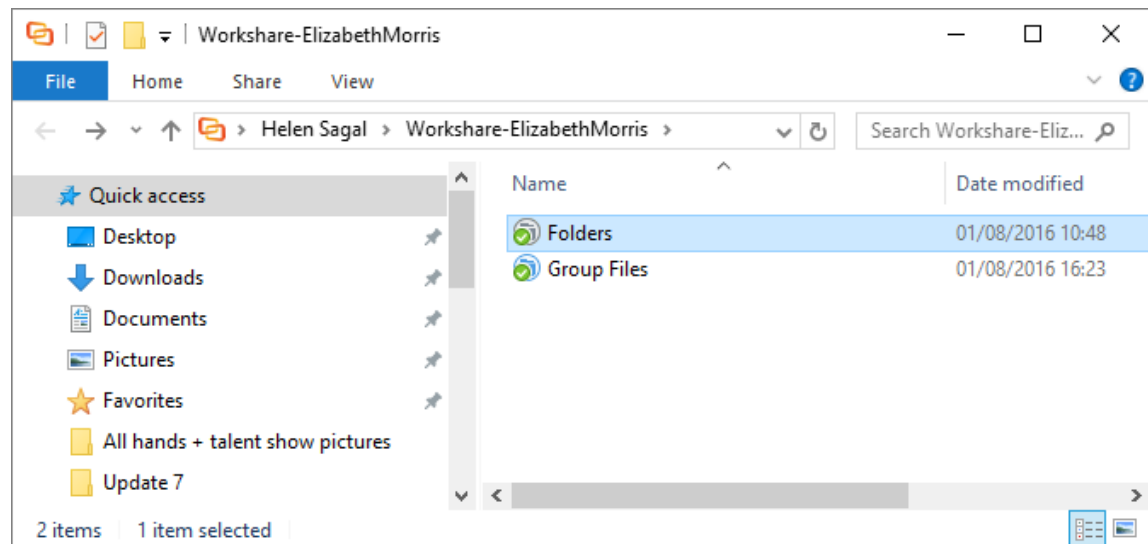 Workshare-ElizabethMorris
File Home Share View
Helen Sagal > Workshare-ElizabethMorris >
Search Workshare-Eliz...
Quick access
Desktop
Downloads
Documents
Pictures
Favorites
All hands + talent show pictures
Update 7
Name Date modified
Folders 01/08/2016 10:48
Group Files 01/08/2016 16:23
2 items 1 item selected